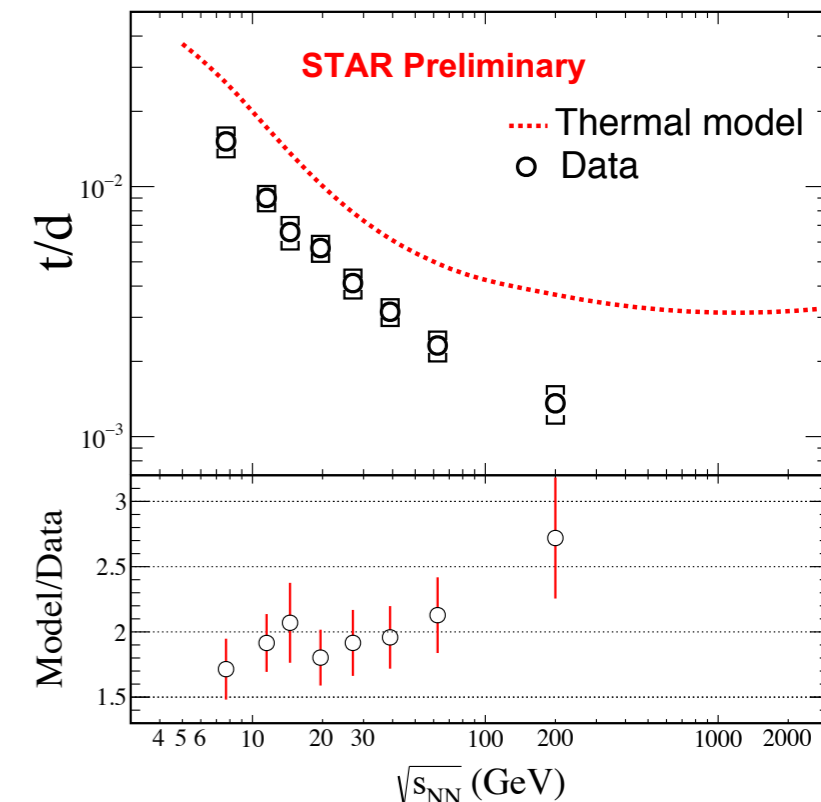 STAR Preliminary
Thermal model
Data
t/d
10⁻²
10⁻³
Model/Data
3
2.5
2
1.5
4 5 6 10 20 30 100 200 1000 2000
√sNN (GeV)